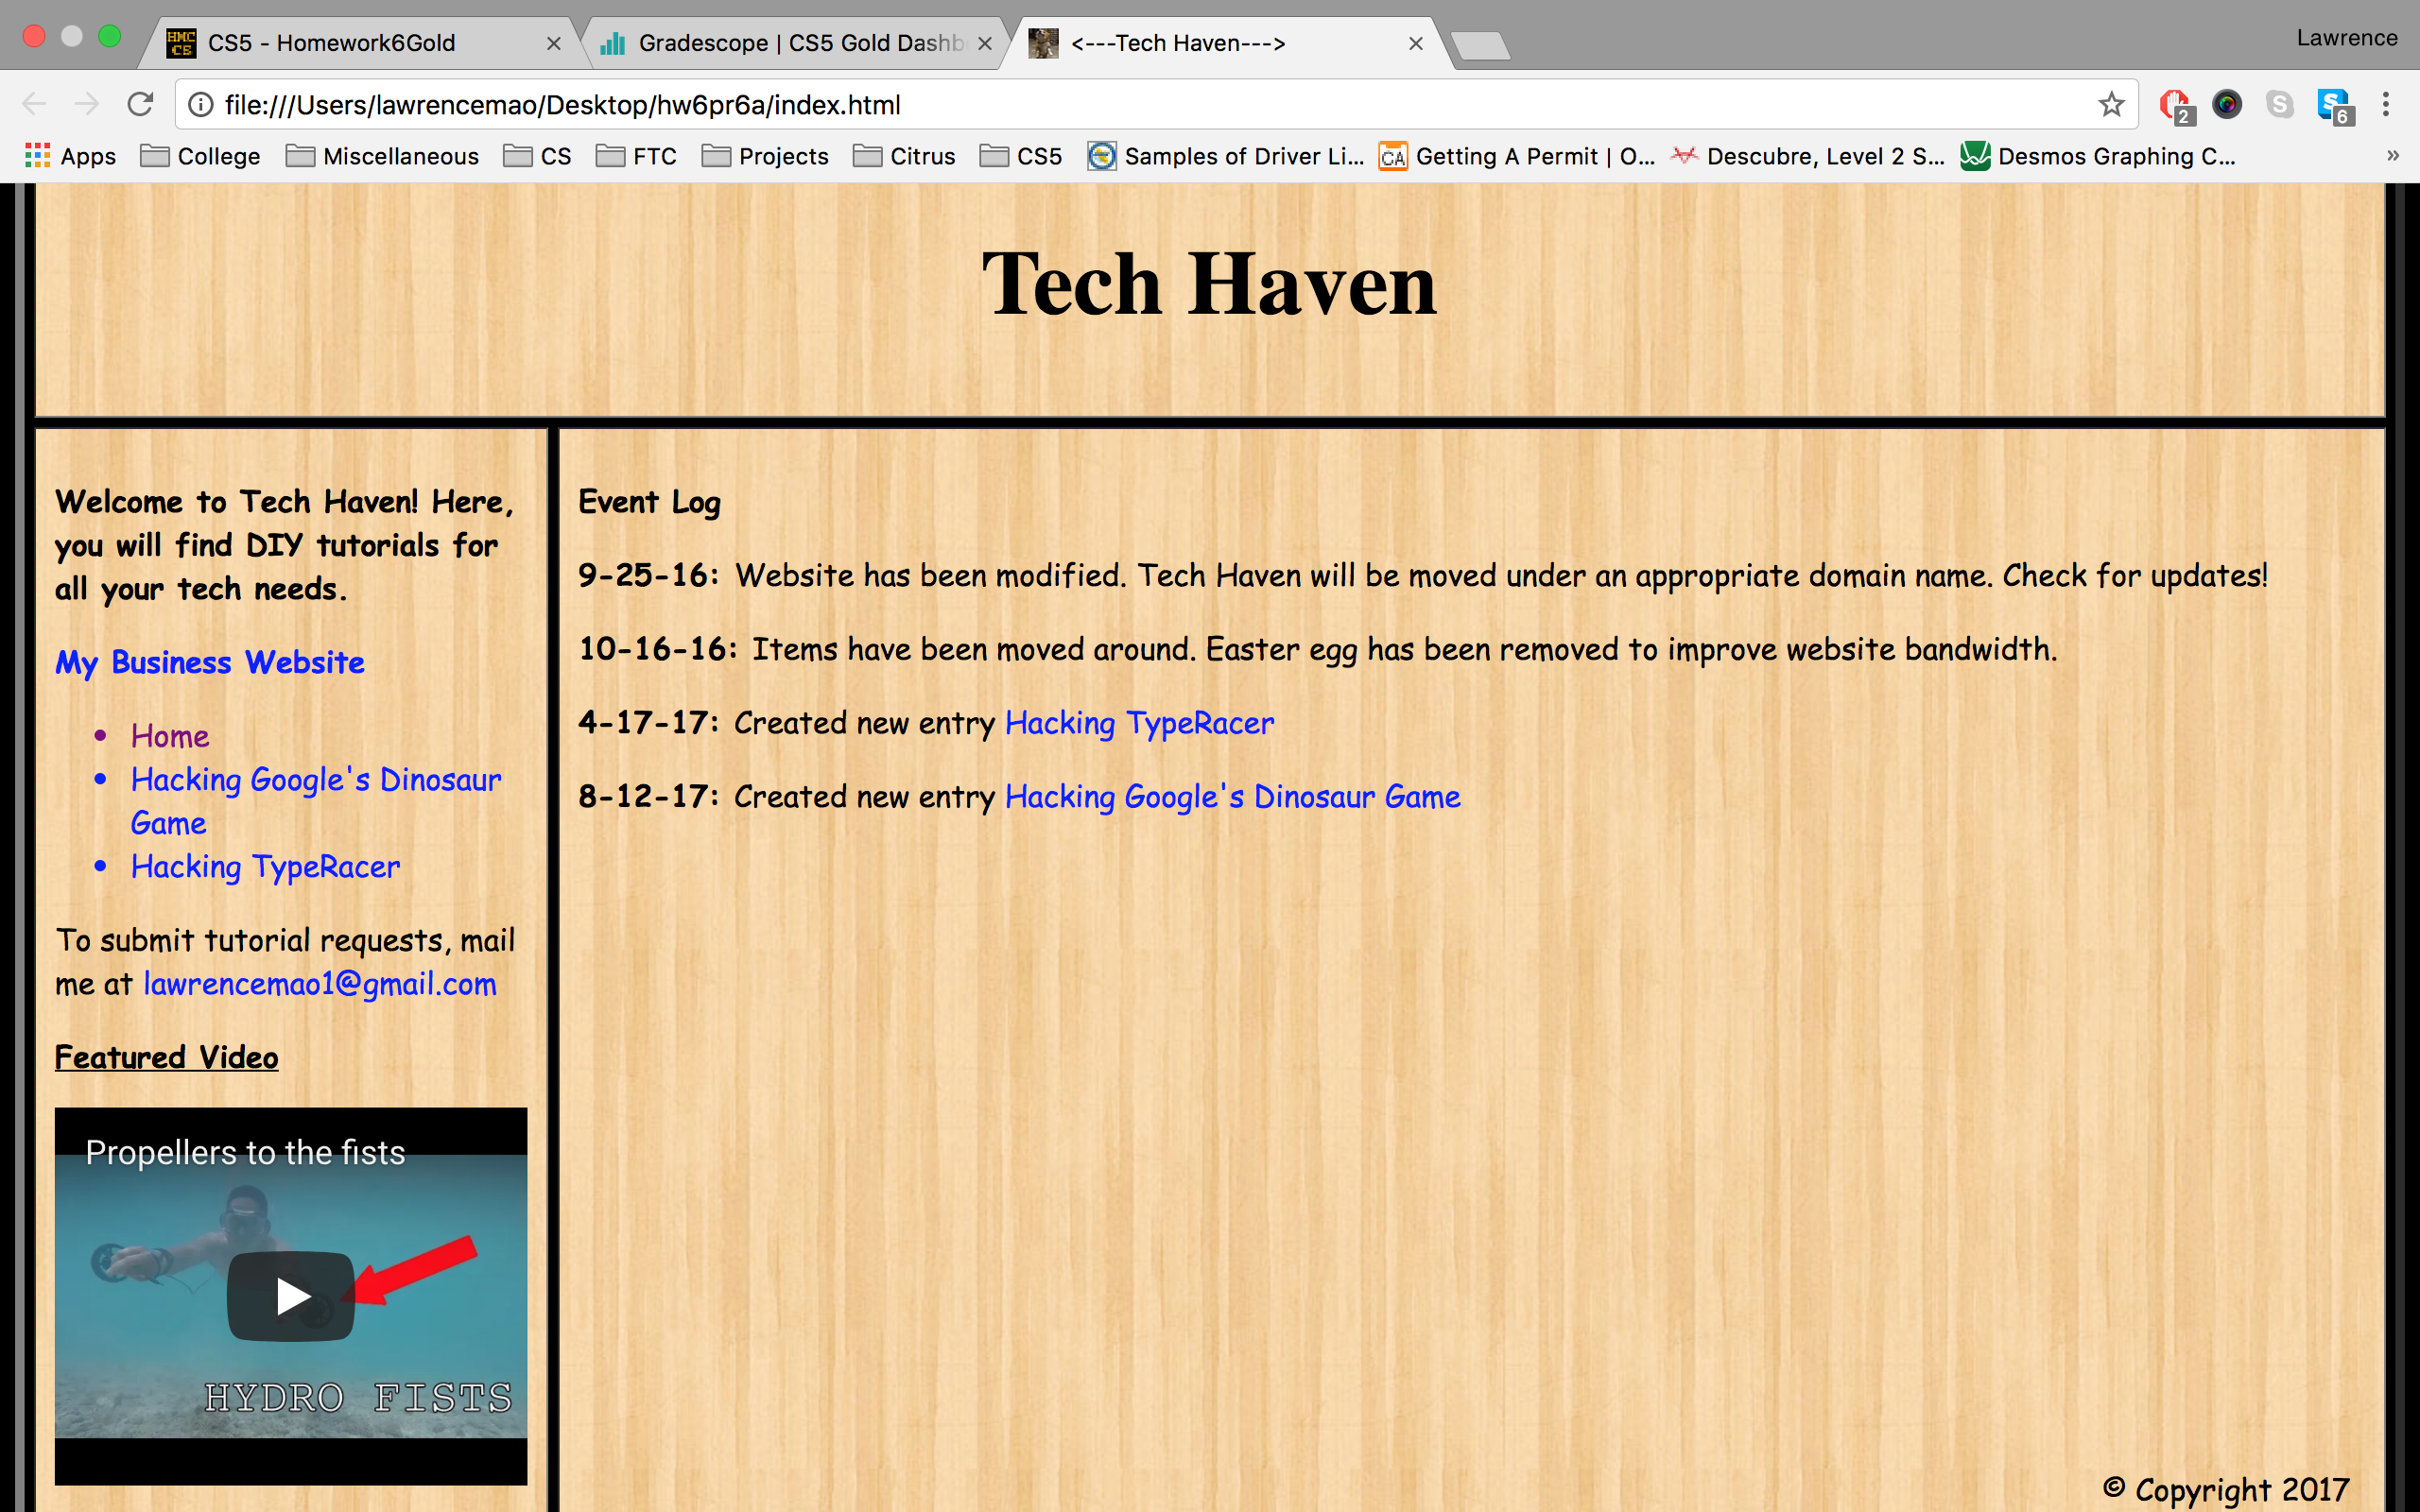 CS5 - Homework6Gold
Gradescope | CS5 Gold Dashb
<---Tech Haven--->
Lawrence
file:///Users/lawrencemao/Desktop/hw6pr6a/index.html
2
6
Apps College Miscellaneous CS FTC Projects Citrus CS5 Samples of Driver Li... CA Getting A Permit | O... Descubre, Level 2 S... Desmos Graphing C... »
Tech Haven
Welcome to Tech Haven! Here,
you will find DIY tutorials for
all your tech needs.
My Business Website
Home
Hacking Google's Dinosaur
Game
Hacking TypeRacer
To submit tutorial requests, mail
me at lawrencemao1@gmail.com
Featured Video
Propellers to the fists
HYDRO FISTS
Event Log
9-25-16: Website has been modified. Tech Haven will be moved under an appropriate domain name. Check for updates!
10-16-16: Items have been moved around. Easter egg has been removed to improve website bandwidth.
4-17-17: Created new entry Hacking TypeRacer
8-12-17: Created new entry Hacking Google's Dinosaur Game
© Copyright 2017